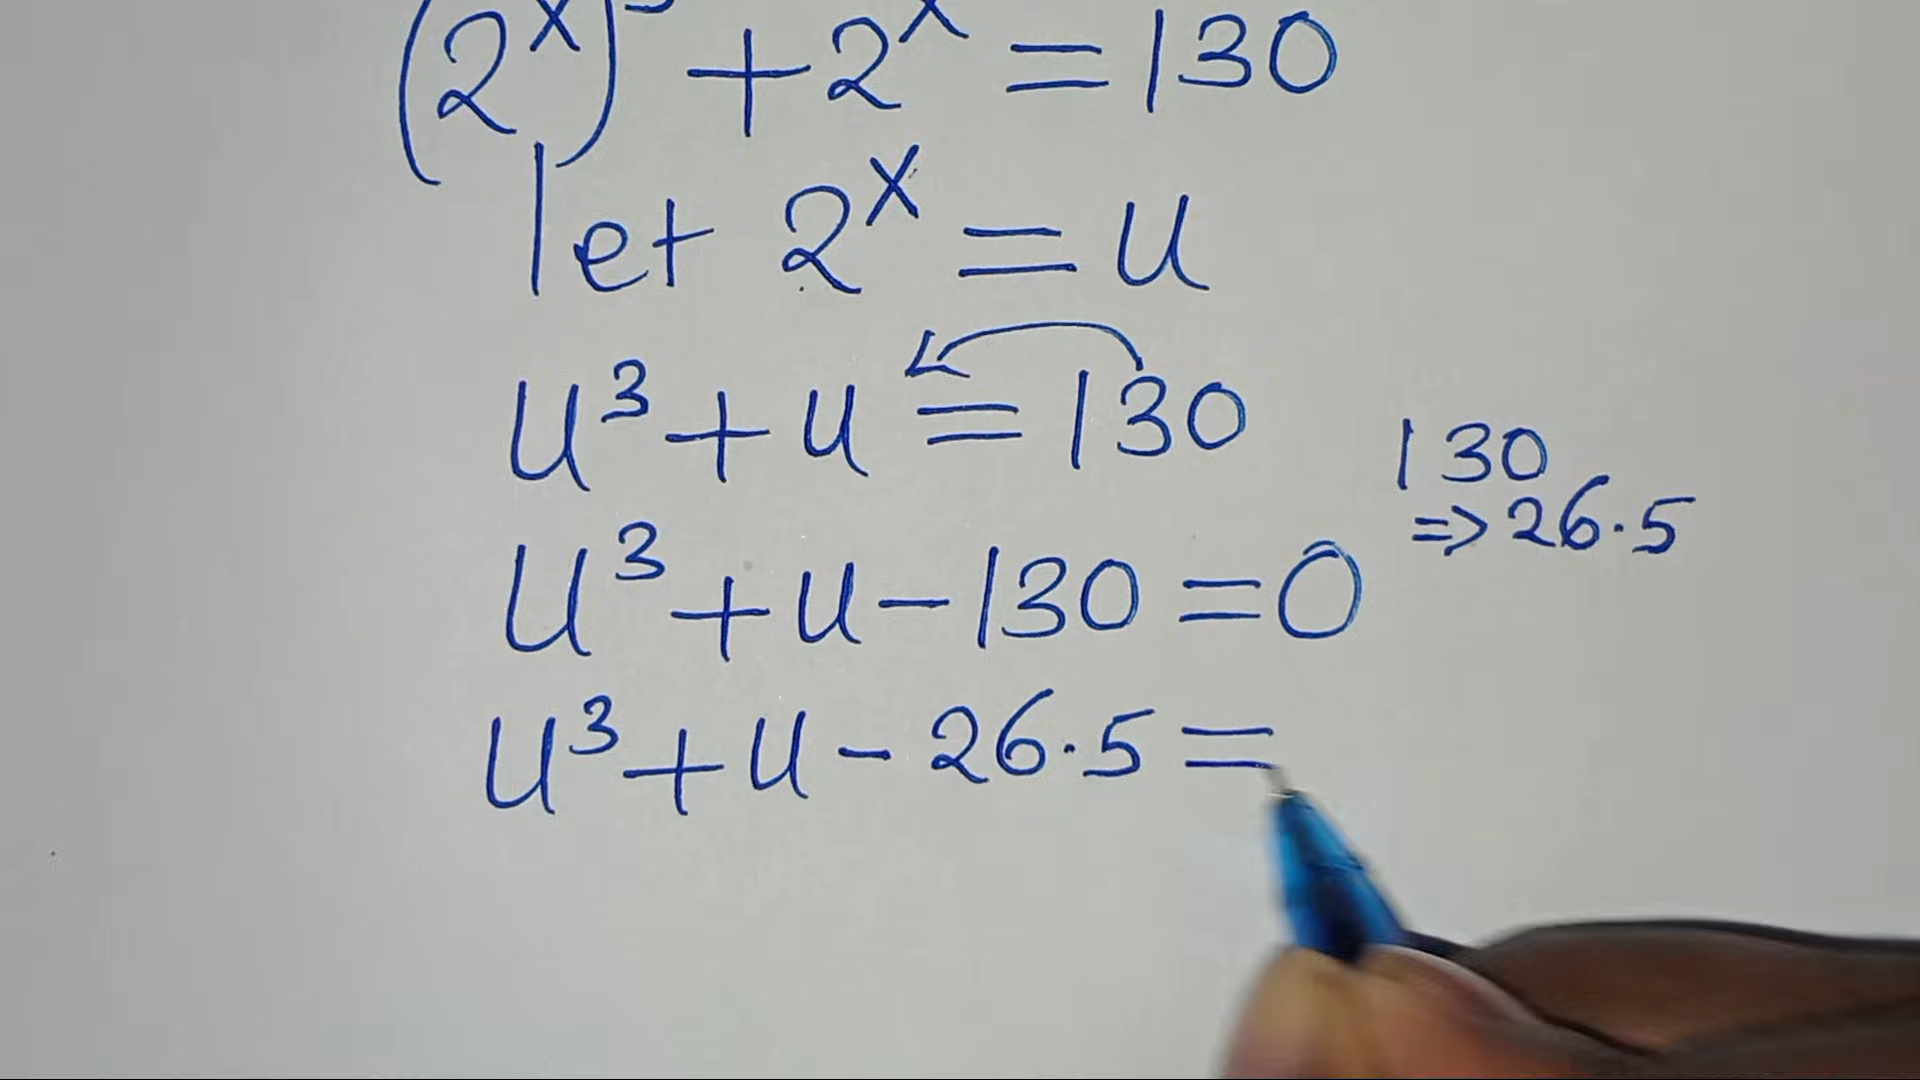 (2^x)^3 + 2^x = 130
let 2^x = u
u^3 + u = 130
130
=> 26.5
u^3 + u - 130 = 0
u^3 + u - 26.5 =